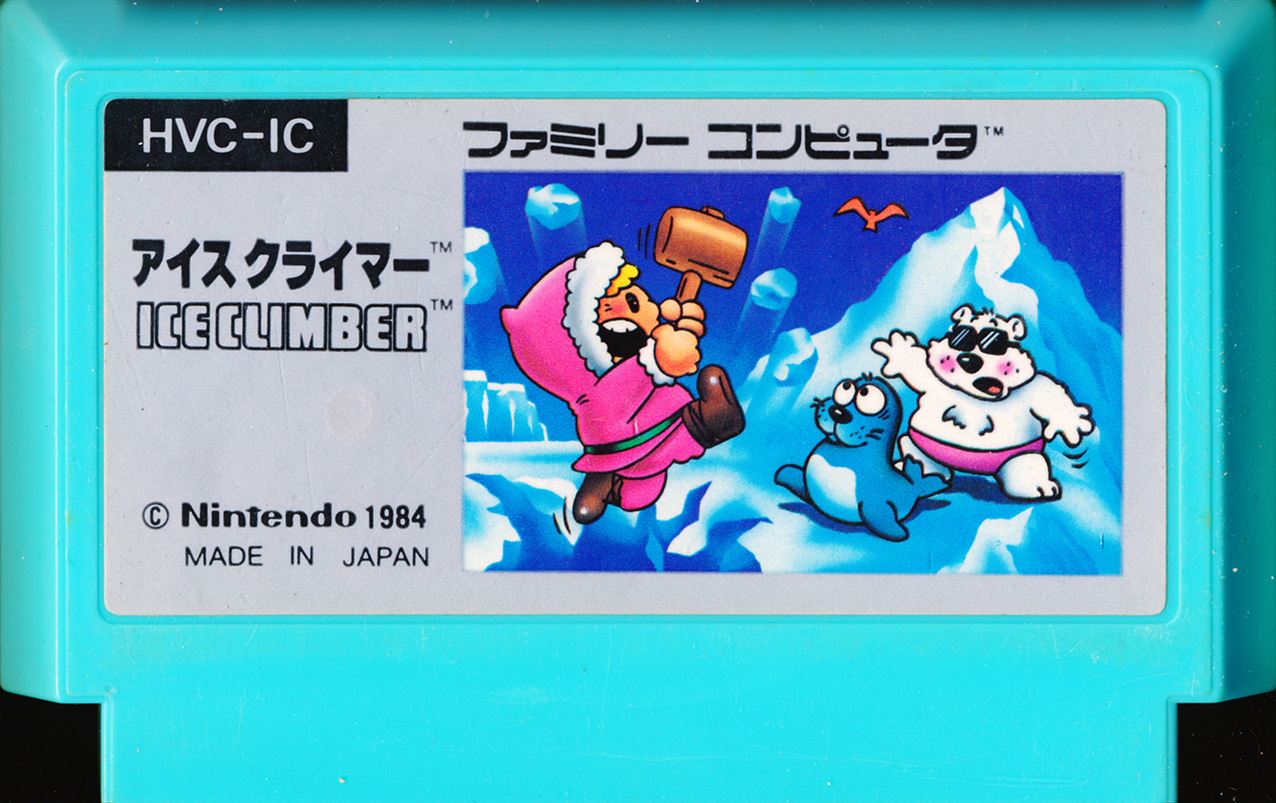 HVC-IC
ファミリー コンピュータ™
アイスクライマー™
ICE CLIMBER™
© Nintendo 1984
MADE IN JAPAN